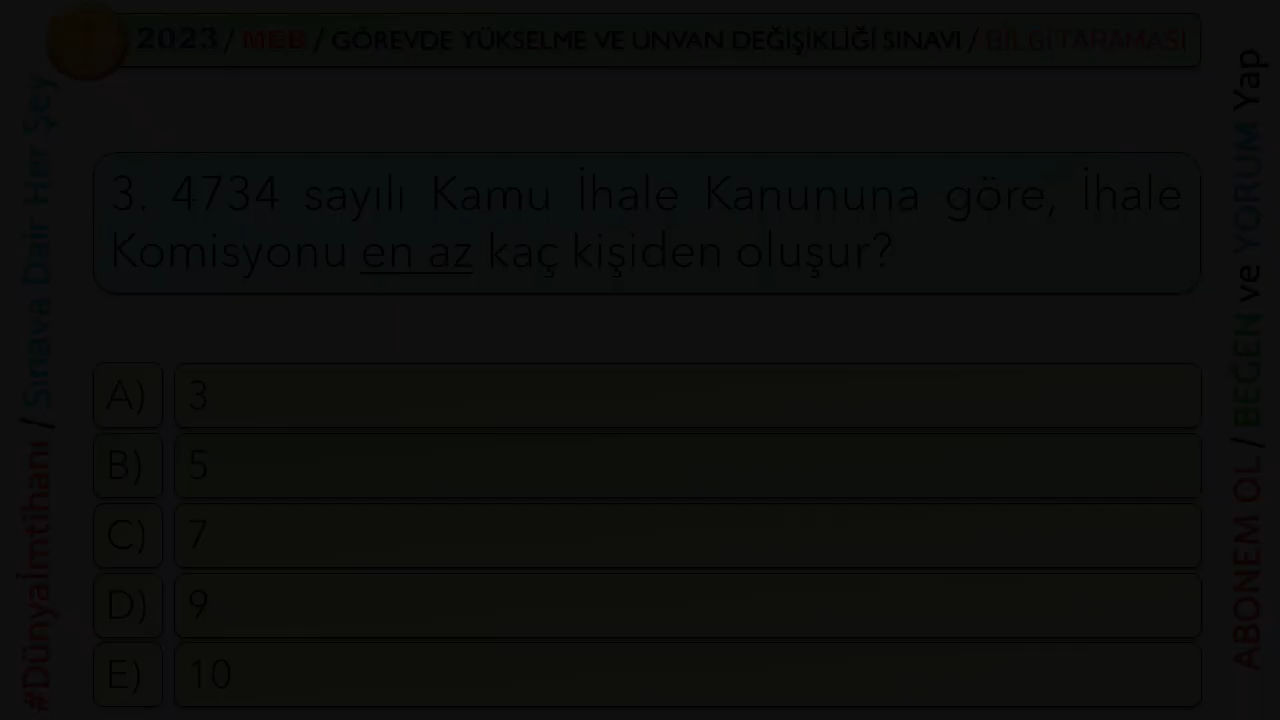 2023 / MEB / GÖREVDE YÜKSELME VE UNVAN DEĞİŞİKLİĞİ SINAVI / BİLGİ TARAMASI
3. 4734 sayılı Kamu İhale Kanununa göre, İhale
Komisyonu en az kaç kişiden oluşur?
A) 3
B) 5
C) 7
D) 9
E) 10
#Dünyaİmtihanı / Sınava Dair Her Şey
ABONEM OL / BEĞEN ve YORUM Yap